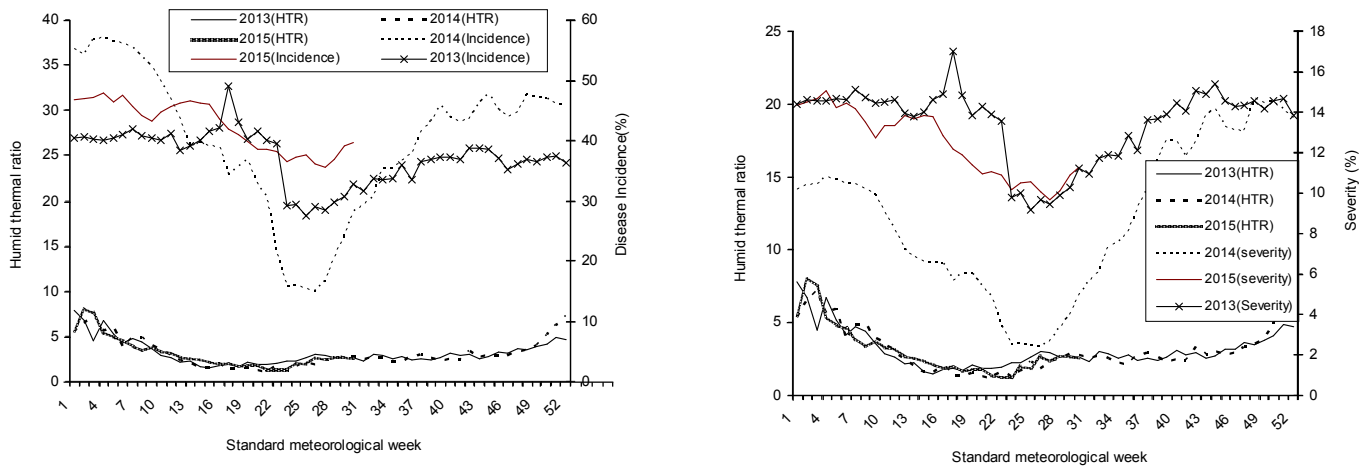 2013(HTR) 2014(HTR)
2015(HTR) 2014(Incidence)
2015(Incidence) 2013(Incidence)
Humid thermal ratio
40
35
30
25
20
15
10
5
0
60
50
40
30
20
10
0
Disease Incidence(%)
1 4 7 10 13 16 19 22 25 28 31 34 37 40 43 46 49 52
Standard meteorological week
Humid thermal ratio
25
20
15
10
5
0
18
16
14
12
10
8
6
4
2
0
Severity (%)
2013(HTR)
2014(HTR)
2015(HTR)
2014(severity)
2015(severity)
2013(Severity)
1 4 7 10 13 16 19 22 25 28 31 34 37 40 43 46 49 52
Standard meteorological week